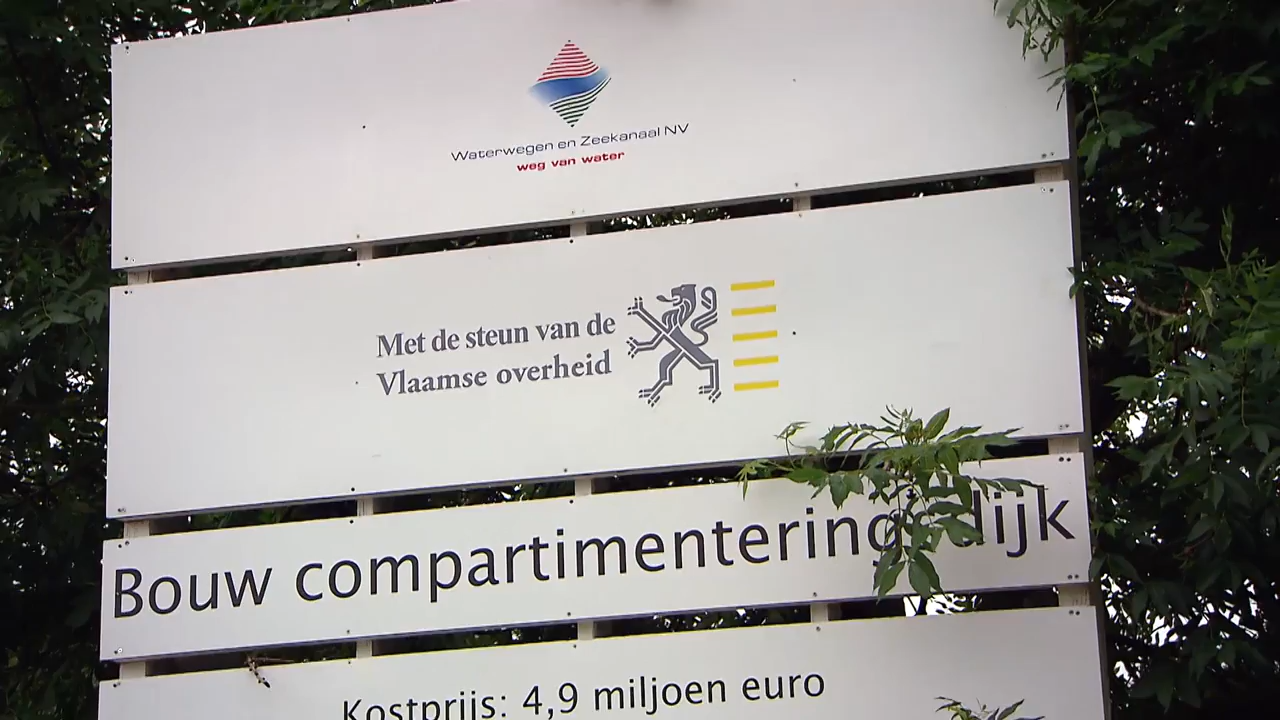 Waterwegen en Zeekanaal NV
weg van water
Met de steun van de
Vlaamse overheid
Bouw compartimenteringsdijk
Kostprijs: 4,9 miljoen euro